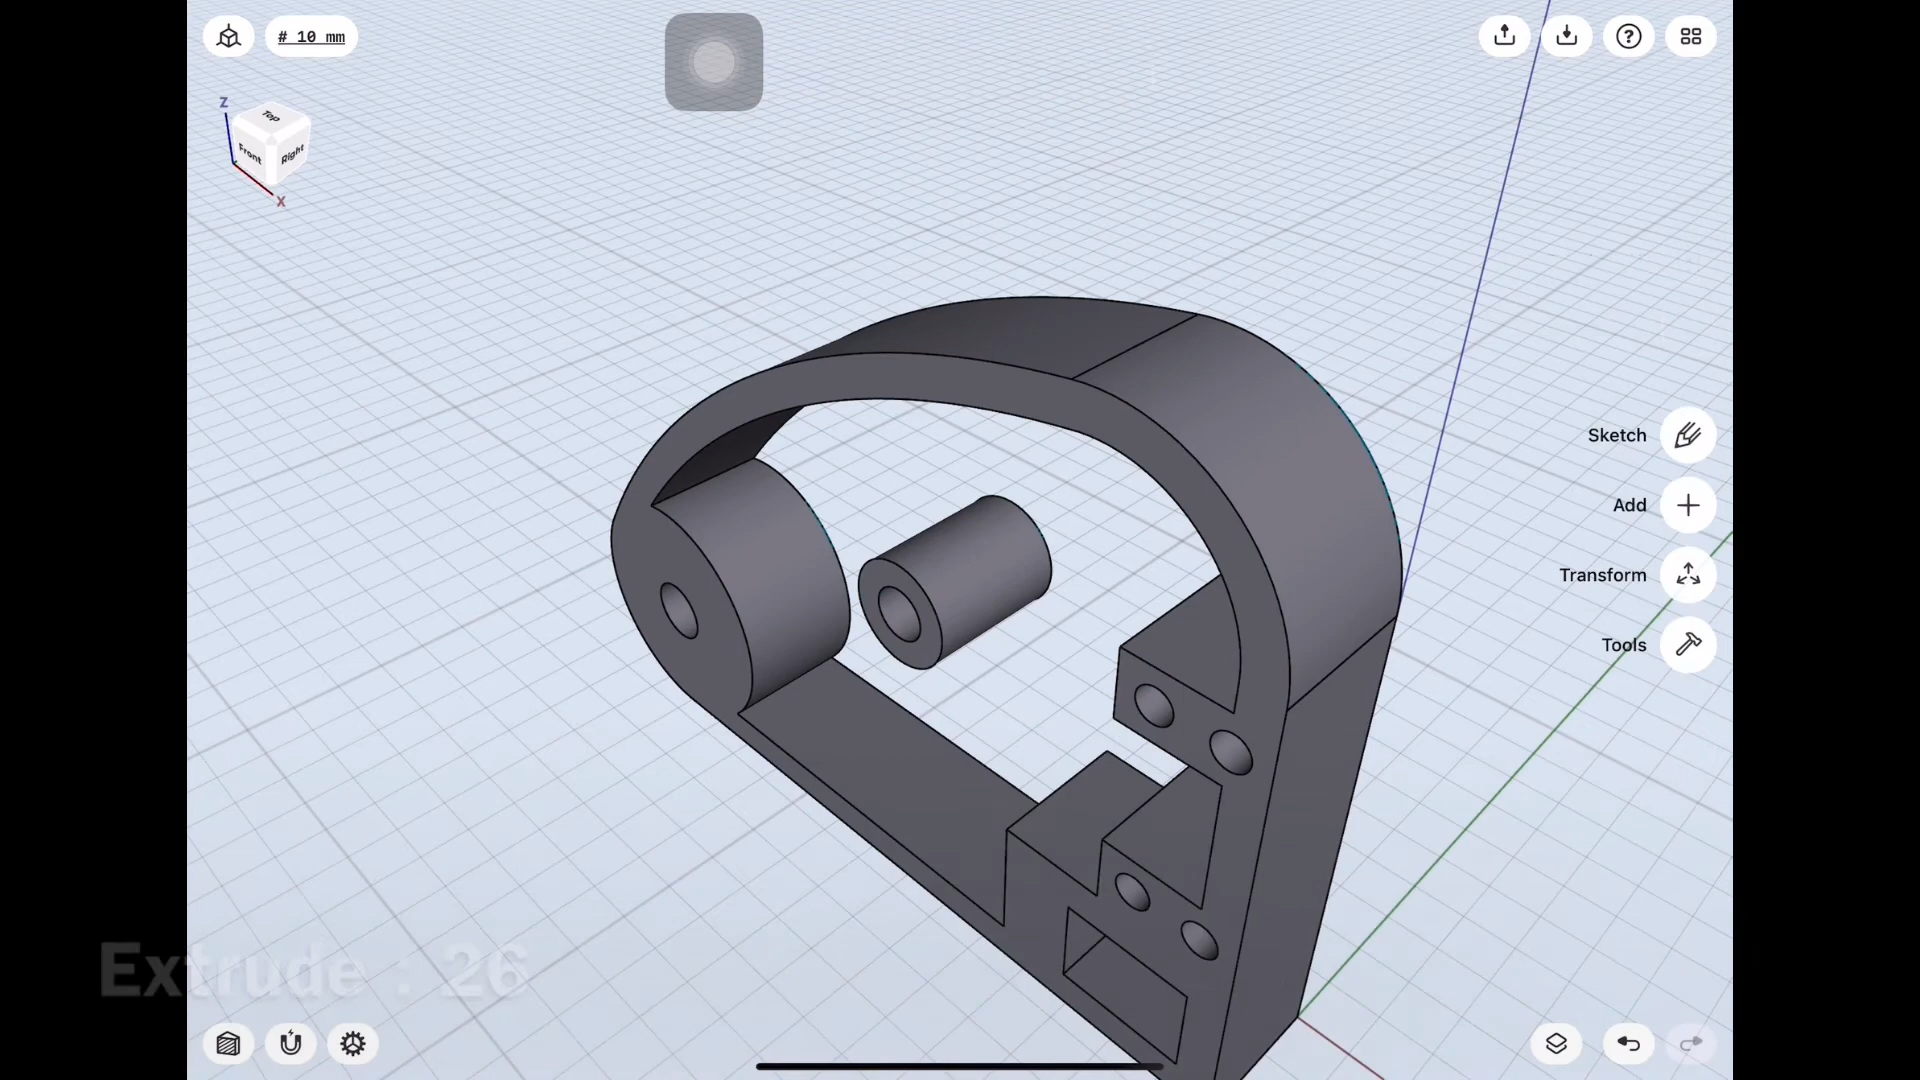 # 10 mm
Z
Top
Front
Right
X
Sketch
Add
Transform
Tools
Extrude : 26